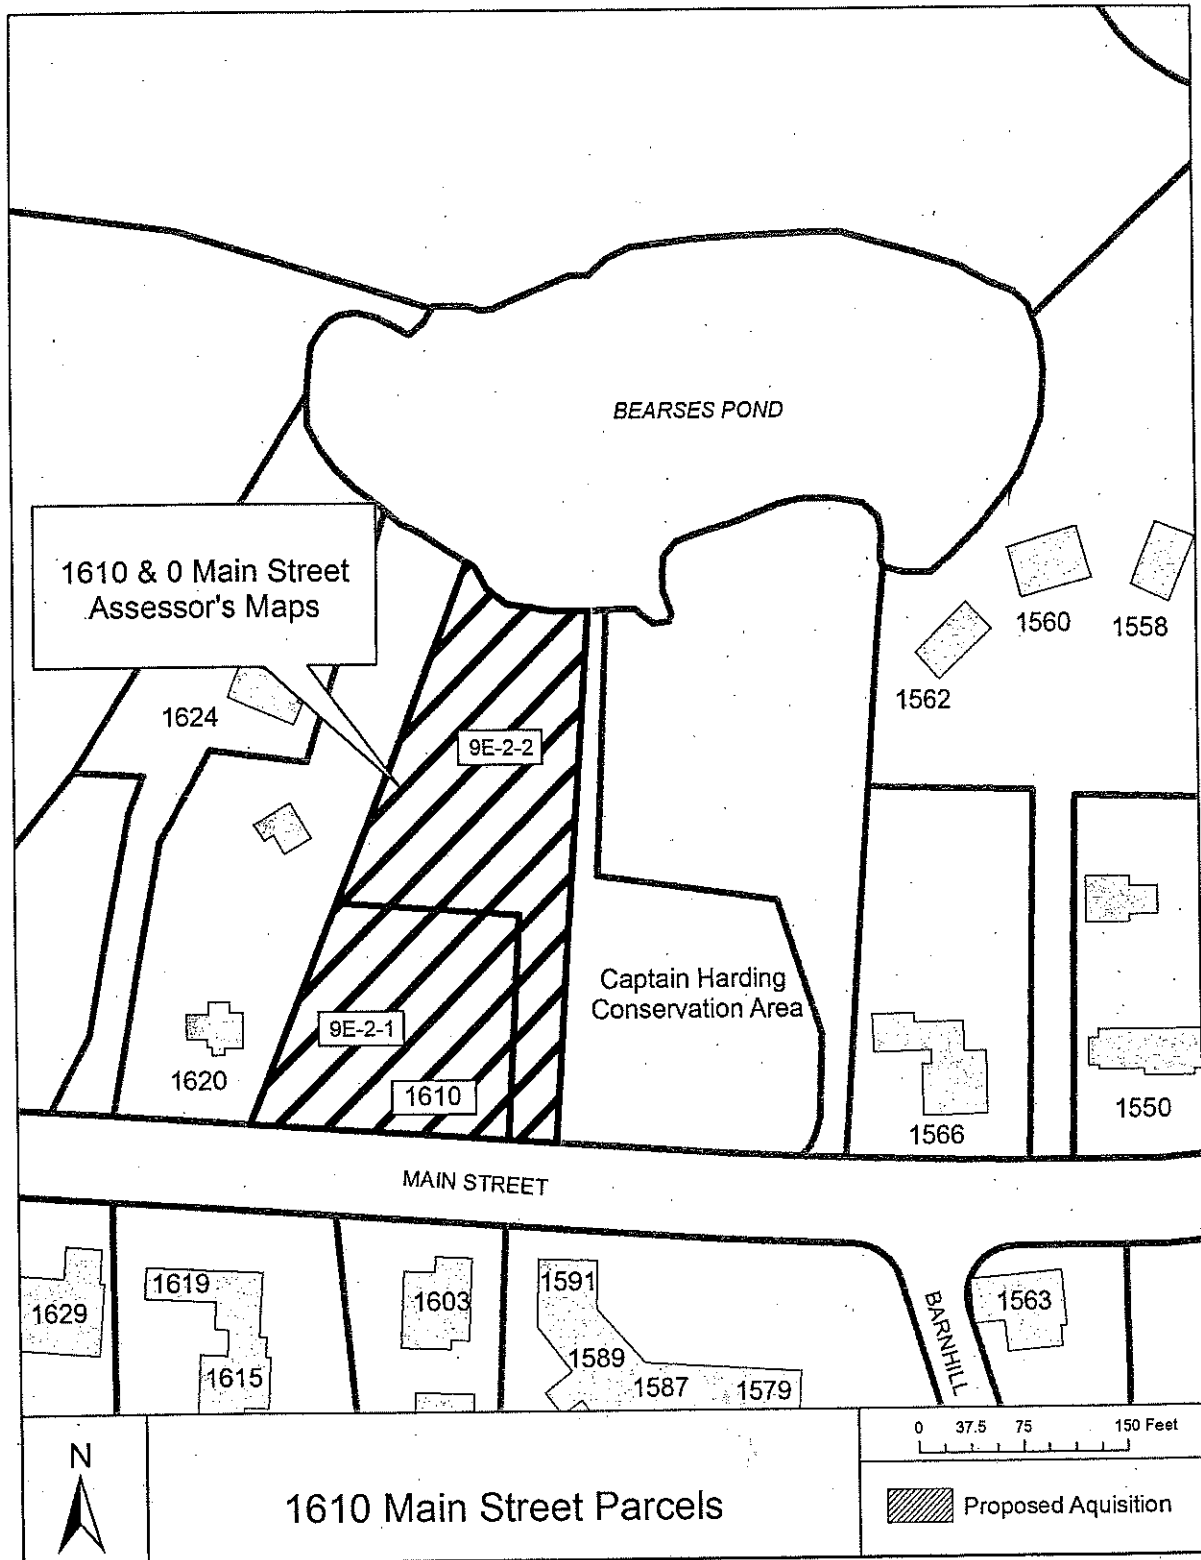 BEARSES POND
1610 & 0 Main Street
Assessor's Maps
1560
1558
1562
1624
9E-2-2
Captain Harding
Conservation Area
9E-2-1
1620
1610
1566
1550
MAIN STREET
1629
1619
1615
1603
1591
1589
1587
1579
BARNHILL
1563
N
1610 Main Street Parcels
0 37.5 75 150 Feet
Proposed Aquisition